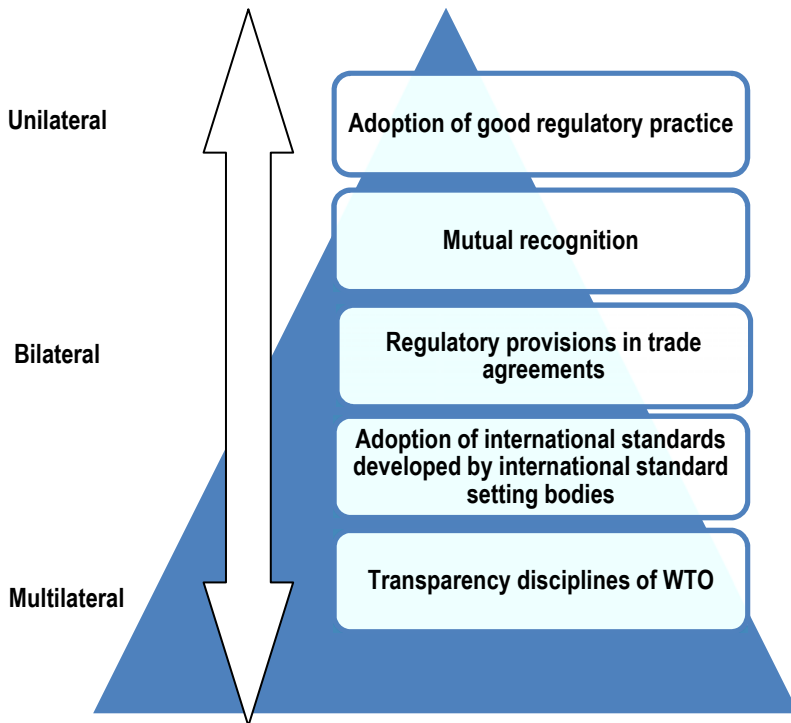 Unilateral
Adoption of good regulatory practice
Mutual recognition
Bilateral
Regulatory provisions in trade
agreements
Adoption of international standards
developed by international standard
setting bodies
Multilateral
Transparency disciplines of WTO